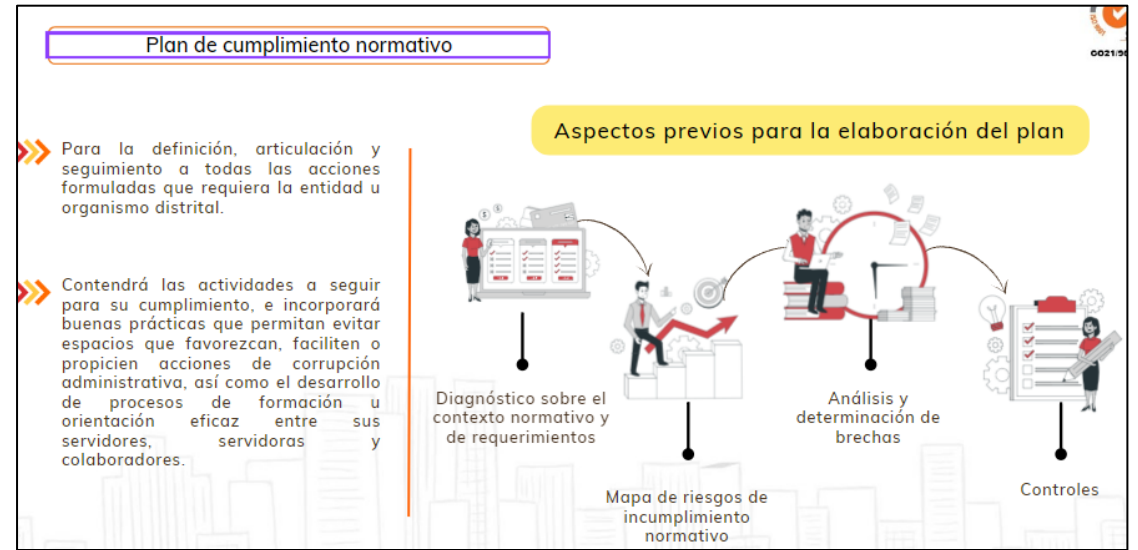 Plan de cumplimiento normativo
Aspectos previos para la elaboración del plan
Para la definición, articulación y
seguimiento a todas las acciones
formuladas que requiera la entidad u
organismo distrital.
Contendrá las actividades a seguir
para su cumplimiento, e incorporará
buenas prácticas que permitan evitar
espacios que favorezcan, faciliten o
propicien acciones de corrupción
administrativa, así como el desarrollo
de procesos de formación u
orientación eficaz entre sus
servidores, servidoras y
colaboradores.
Diagnóstico sobre el
contexto normativo y
de requerimientos
Mapa de riesgos de
incumplimiento
normativo
Análisis y
determinación de
brechas
Controles